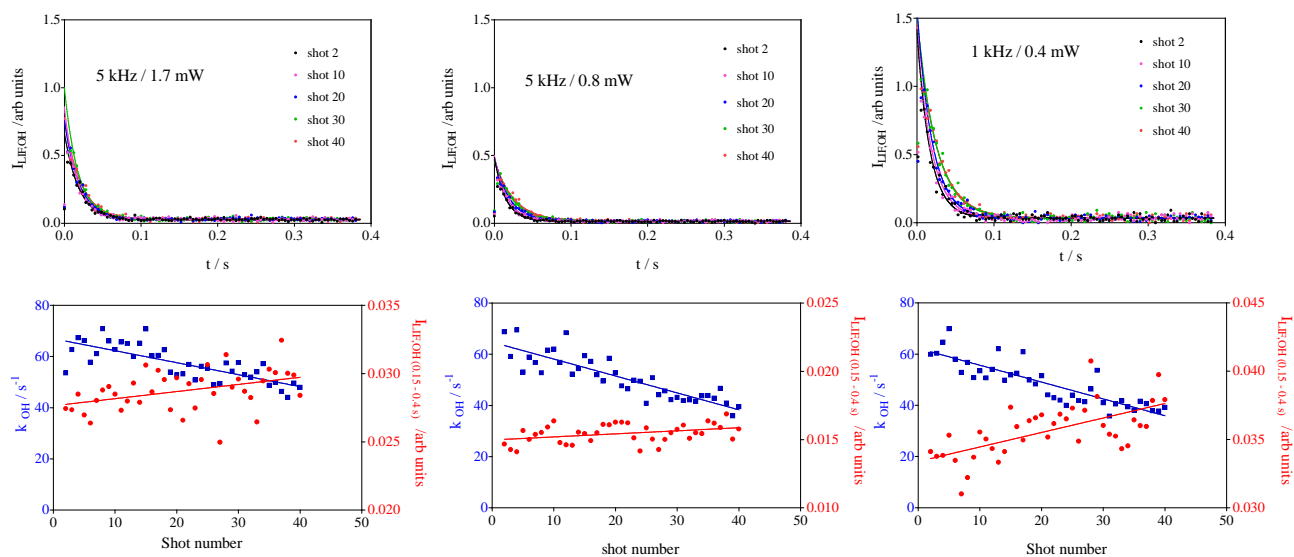 1.5
1.0
0.5
0.0
I_LIF,OH /arb units
5 kHz / 1.7 mW
shot 2
shot 10
shot 20
shot 30
shot 40
0.0 0.1 0.2 0.3 0.4
t / s
1.5
1.0
0.5
0.0
I_LIF,OH /arb units
5 kHz / 0.8 mW
shot 2
shot 10
shot 20
shot 30
shot 40
0.0 0.1 0.2 0.3 0.4
t / s
1.5
1.0
0.5
0.0
I_LIF,OH /arb units
1 kHz / 0.4 mW
shot 2
shot 10
shot 20
shot 30
shot 40
0.0 0.1 0.2 0.3 0.4
t / s
80
60
40
20
0
k_OH / s^-1
0.035
0.030
0.025
0.020
I_LIF,OH (0.15 - 0.4 s) /arb units
0 10 20 30 40 50
Shot number
80
60
40
20
0
k_OH / s^-1
0.025
0.020
0.015
0.010
I_LIF,OH (0.15 - 0.4 s) /arb units
0 10 20 30 40 50
shot number
80
60
40
20
0
k_OH / s^-1
0.045
0.040
0.035
0.030
I_LIF,OH (0.15 - 0.4 s) /arb units
0 10 20 30 40 50
Shot number